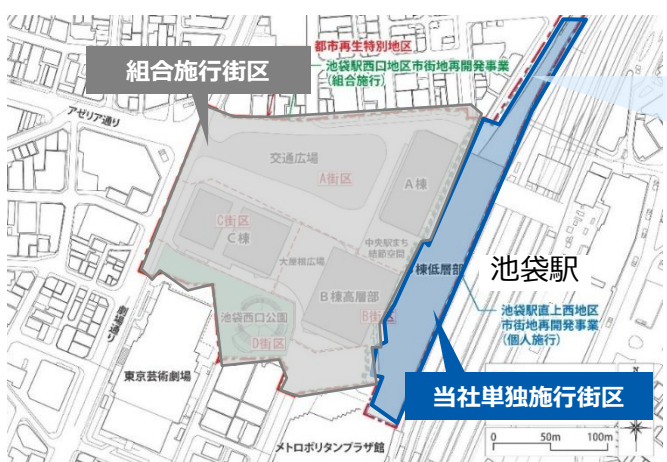 都市再生特別地区
池袋駅西口地区市街地再開発事業
（組合施行）
組合施行街区
アゼリア通り
交通広場
A街区
A棟
C街区
C棟
大屋根広場
中央駅まち
結節空間
池袋駅
棟低層部
B棟高層部
B街区
池袋西口公園
D街区
池袋駅直上西地区
市街地再開発事業
（個人施行）
劇場通り
東京芸術劇場
当社単独施行街区
メトロポリタンプラザ館
0 50m 100m